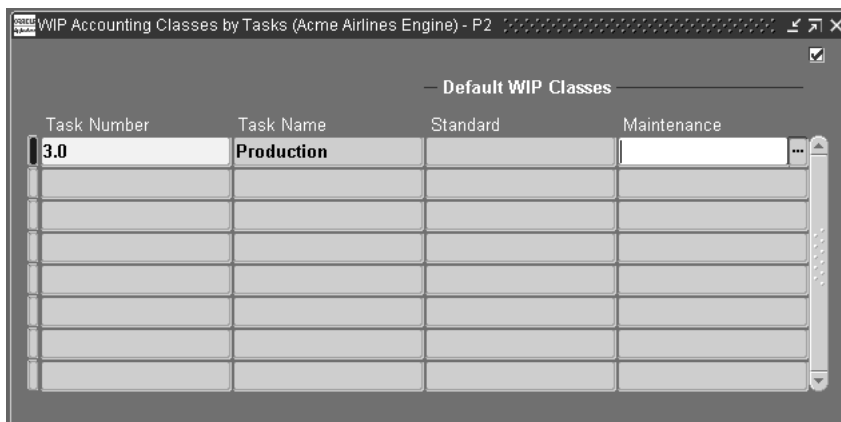 ORACLE
WIP Accounting Classes by Tasks (Acme Airlines Engine) - P2
Default WIP Classes
Task Number Task Name Standard Maintenance
3.0 Production